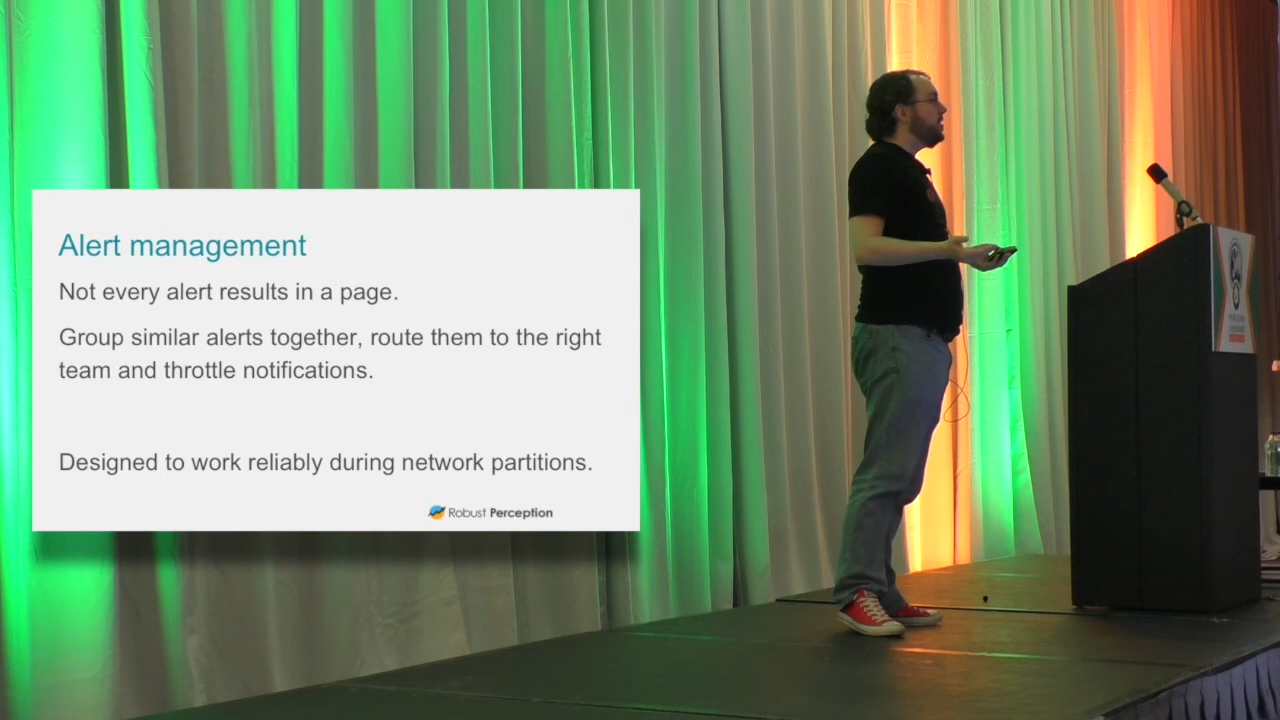 Alert management
Not every alert results in a page.
Group similar alerts together, route them to the right
team and throttle notifications.
Designed to work reliably during network partitions.
Robust Perception
PERCONA